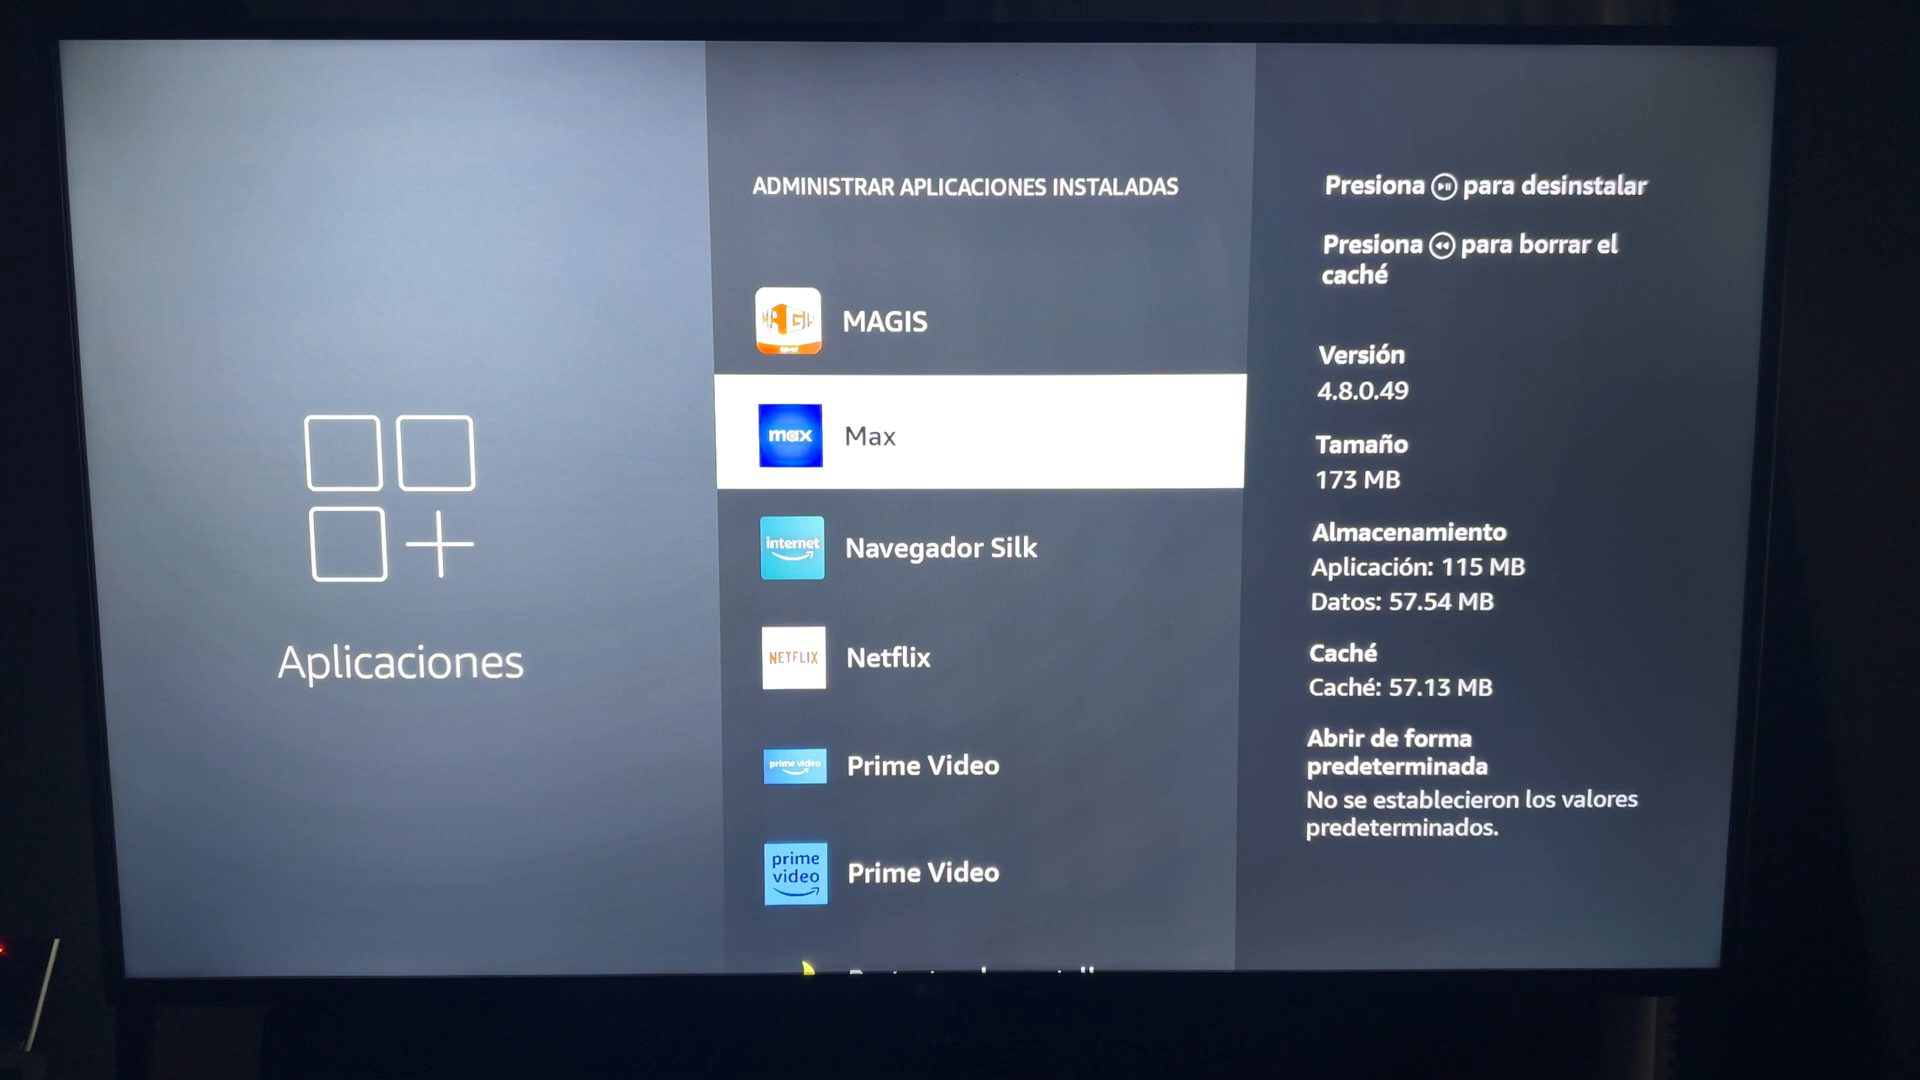 Aplicaciones
ADMINISTRAR APLICACIONES INSTALADAS
MAGIS
max
Max
internet
Navegador Silk
NETFLIX
Netflix
prime video
Prime Video
prime
video
Prime Video
Presiona para desinstalar
Presiona para borrar el
caché
Versión
4.8.0.49
Tamaño
173 MB
Almacenamiento
Aplicación: 115 MB
Datos: 57.54 MB
Caché
Caché: 57.13 MB
Abrir de forma
predeterminada
No se establecieron los valores
predeterminados.